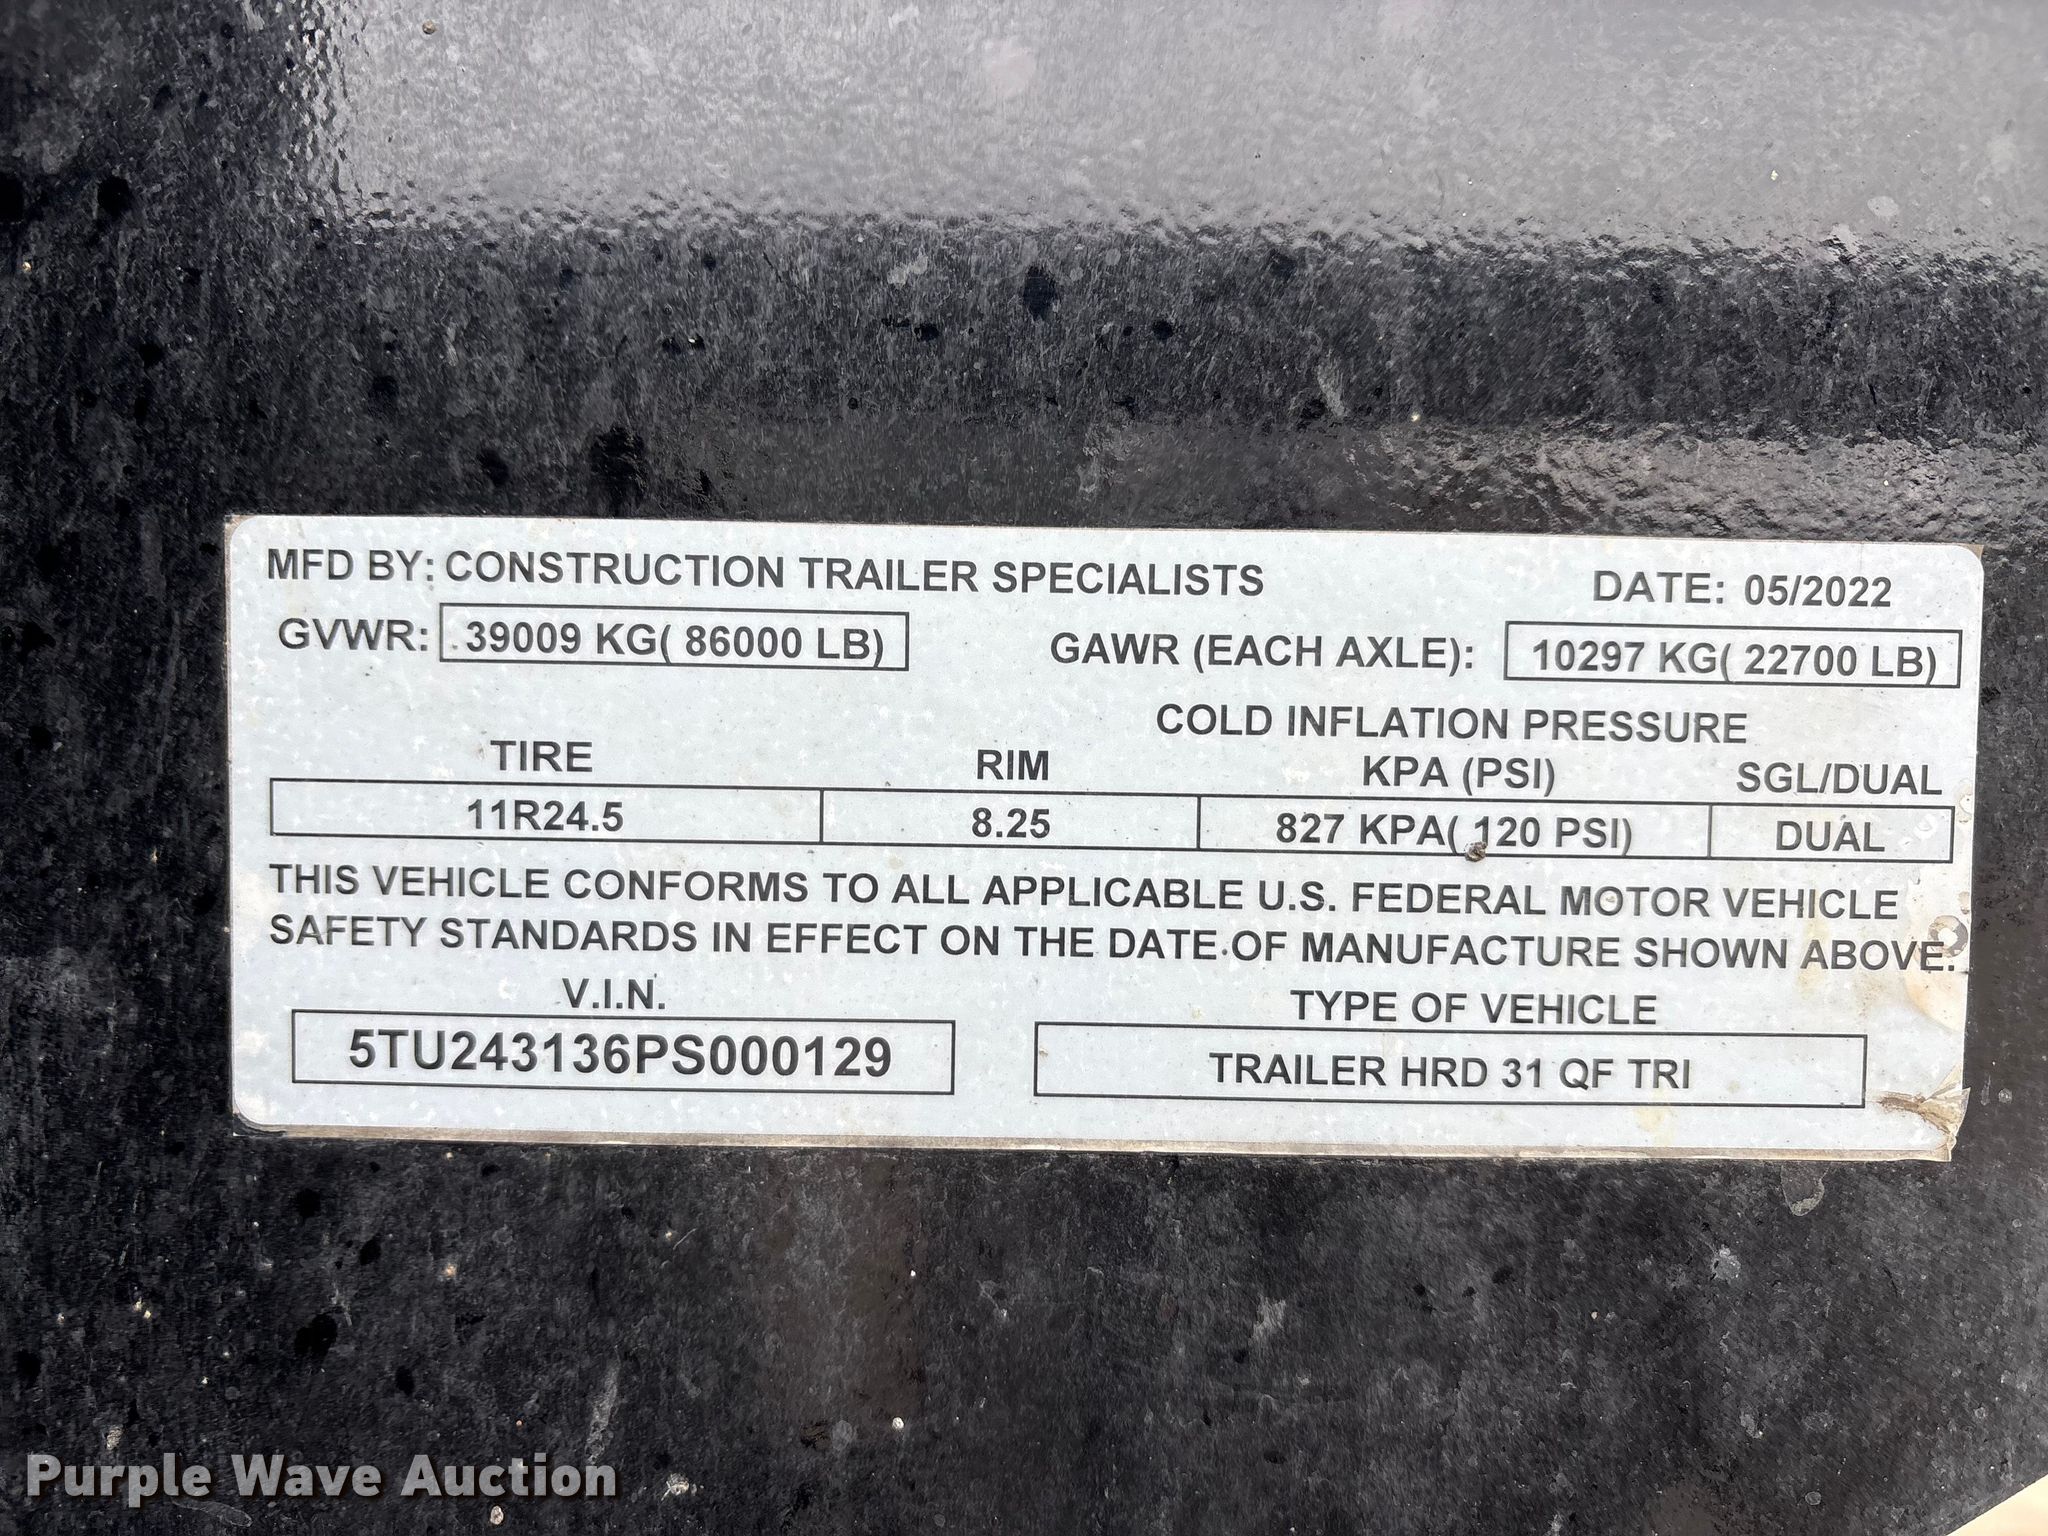 MFD BY: CONSTRUCTION TRAILER SPECIALISTS DATE: 05/2022
GVWR: 39009 KG( 86000 LB) GAWR (EACH AXLE): 10297 KG( 22700 LB)
COLD INFLATION PRESSURE
TIRE RIM KPA (PSI) SGL/DUAL
11R24.5 8.25 827 KPA( 120 PSI) DUAL
THIS VEHICLE CONFORMS TO ALL APPLICABLE U.S. FEDERAL MOTOR VEHICLE
SAFETY STANDARDS IN EFFECT ON THE DATE OF MANUFACTURE SHOWN ABOVE.
V.I.N. TYPE OF VEHICLE
5TU243136PS000129 TRAILER HRD 31 QF TRI
Purple Wave Auction